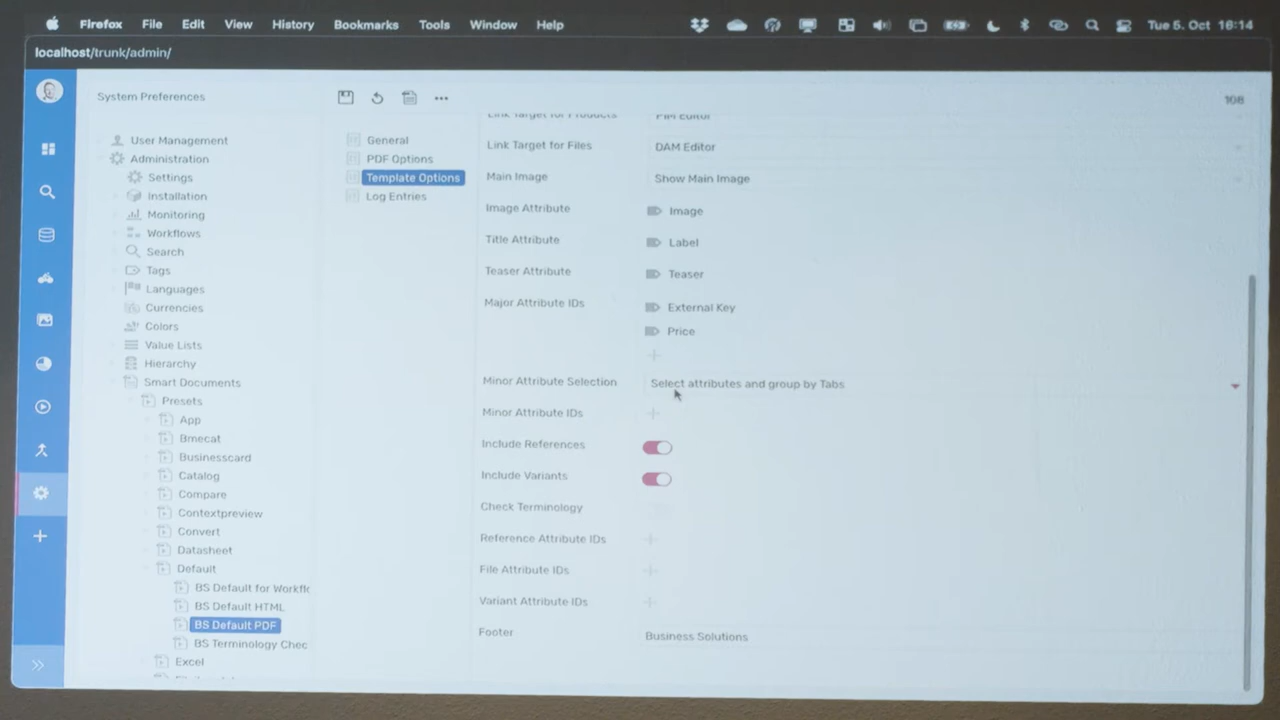 Firefox File Edit View History Bookmarks Tools Window Help Tue 5. Oct 16:14
localhost/trunk/admin/
System Preferences
108
User Management
Administration
Settings
Installation
Monitoring
Workflows
Search
Tags
Languages
Currencies
Colors
Value Lists
Hierarchy
Smart Documents
Presets
App
Bmecat
Businesscard
Catalog
Compare
Contextpreview
Convert
Datasheet
Default
BS Default for Workflo
BS Default HTML
BS Default PDF
BS Terminology Chec
Excel
General
PDF Options
Template Options
Log Entries
Link Target for Products PIM Editor
Link Target for Files DAM Editor
Main Image Show Main Image
Image Attribute Image
Title Attribute Label
Teaser Attribute Teaser
Major Attribute IDs External Key
Price
Minor Attribute Selection Select attributes and group by Tabs
Minor Attribute IDs
Include References
Include Variants
Check Terminology
Reference Attribute IDs
File Attribute IDs
Variant Attribute IDs
Footer Business Solutions